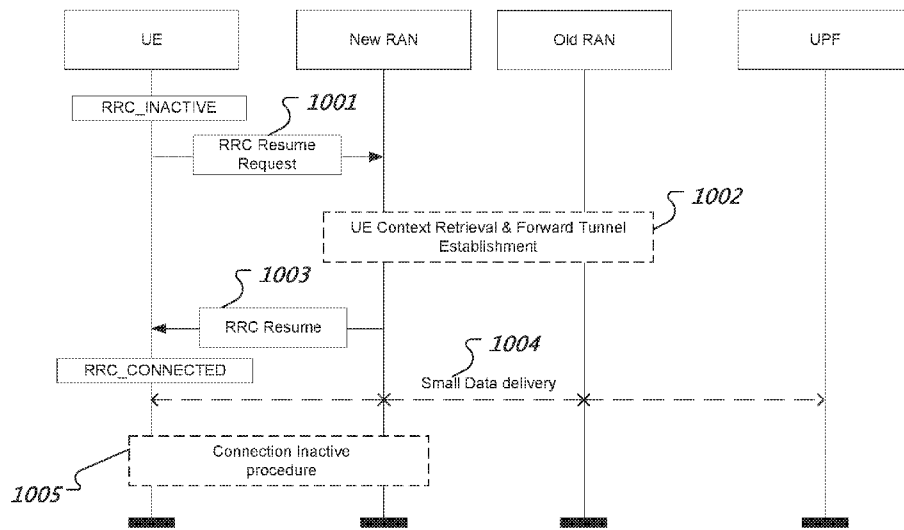 UE
New RAN
Old RAN
UPF
RRC_INACTIVE
1001
RRC Resume
Request
1002
UE Context Retrieval & Forward Tunnel
Establishment
1003
RRC Resume
RRC_CONNECTED
1004
Small Data delivery
Connection Inactive
procedure
1005